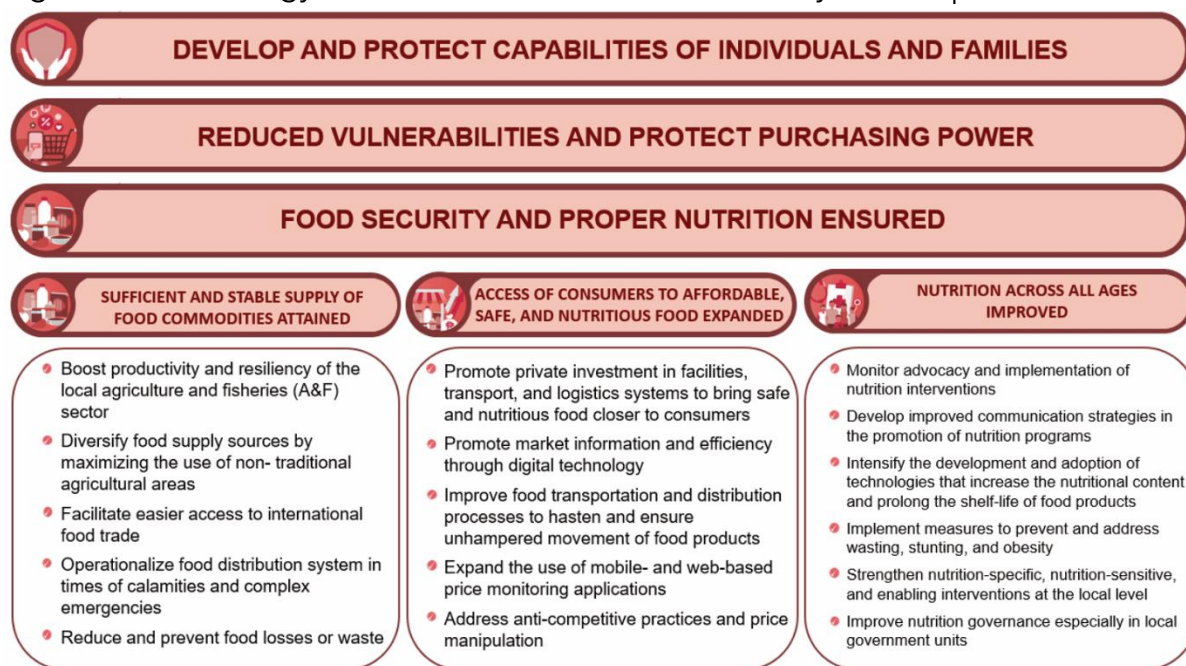 DEVELOP AND PROTECT CAPABILITIES OF INDIVIDUALS AND FAMILIES
REDUCED VULNERABILITIES AND PROTECT PURCHASING POWER
FOOD SECURITY AND PROPER NUTRITION ENSURED
SUFFICIENT AND STABLE SUPPLY OF
FOOD COMMODITIES ATTAINED
Boost productivity and resiliency of the
local agriculture and fisheries (A&F)
sector
Diversify food supply sources by
maximizing the use of non- traditional
agricultural areas
Facilitate easier access to international
food trade
Operationalize food distribution system in
times of calamities and complex
emergencies
Reduce and prevent food losses or waste
ACCESS OF CONSUMERS TO AFFORDABLE,
SAFE, AND NUTRITIOUS FOOD EXPANDED
Promote private investment in facilities,
transport, and logistics systems to bring safe
and nutritious food closer to consumers
Promote market information and efficiency
through digital technology
Improve food transportation and distribution
processes to hasten and ensure
unhampered movement of food products
Expand the use of mobile- and web-based
price monitoring applications
Address anti-competitive practices and price
manipulation
NUTRITION ACROSS ALL AGES
IMPROVED
Monitor advocacy and implementation of
nutrition interventions
Develop improved communication strategies in
the promotion of nutrition programs
Intensify the development and adoption of
technologies that increase the nutritional content
and prolong the shelf-life of food products
Implement measures to prevent and address
wasting, stunting, and obesity
Strengthen nutrition-specific, nutrition-sensitive,
and enabling interventions at the local level
Improve nutrition governance especially in local
government units